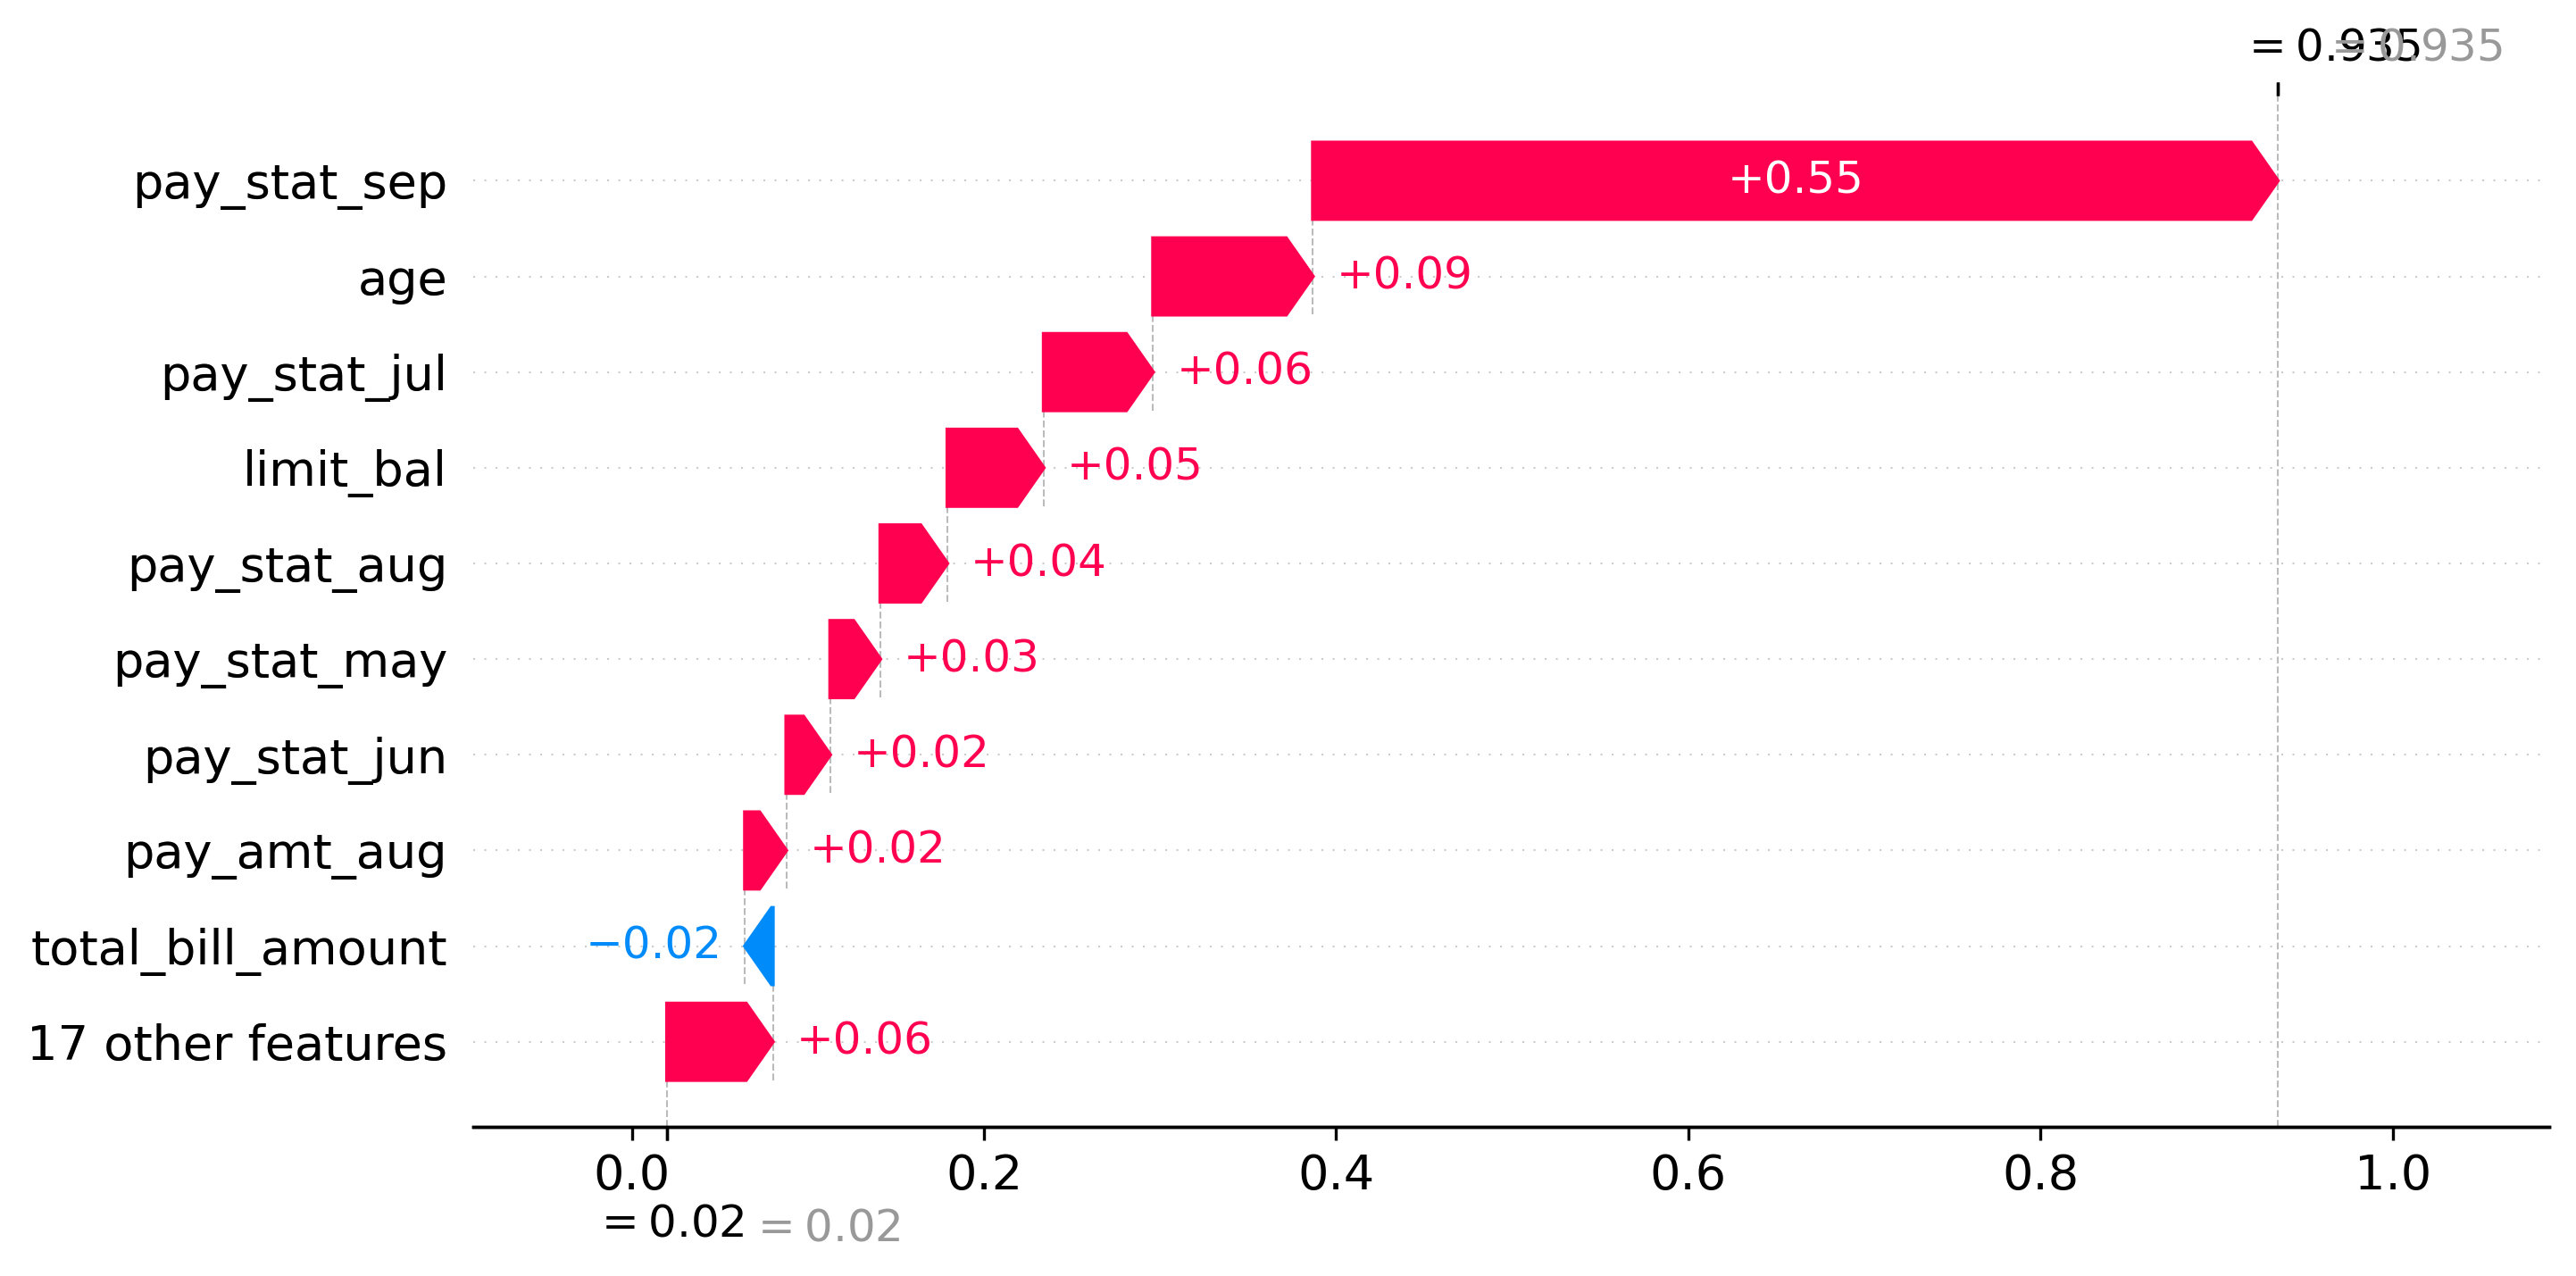 = 0.935 = 0.935
pay_stat_sep +0.55
age +0.09
pay_stat_jul +0.06
limit_bal +0.05
pay_stat_aug +0.04
pay_stat_may +0.03
pay_stat_jun +0.02
pay_amt_aug +0.02
total_bill_amount −0.02
17 other features +0.06
0.0 0.2 0.4 0.6 0.8 1.0
= 0.02 = 0.02